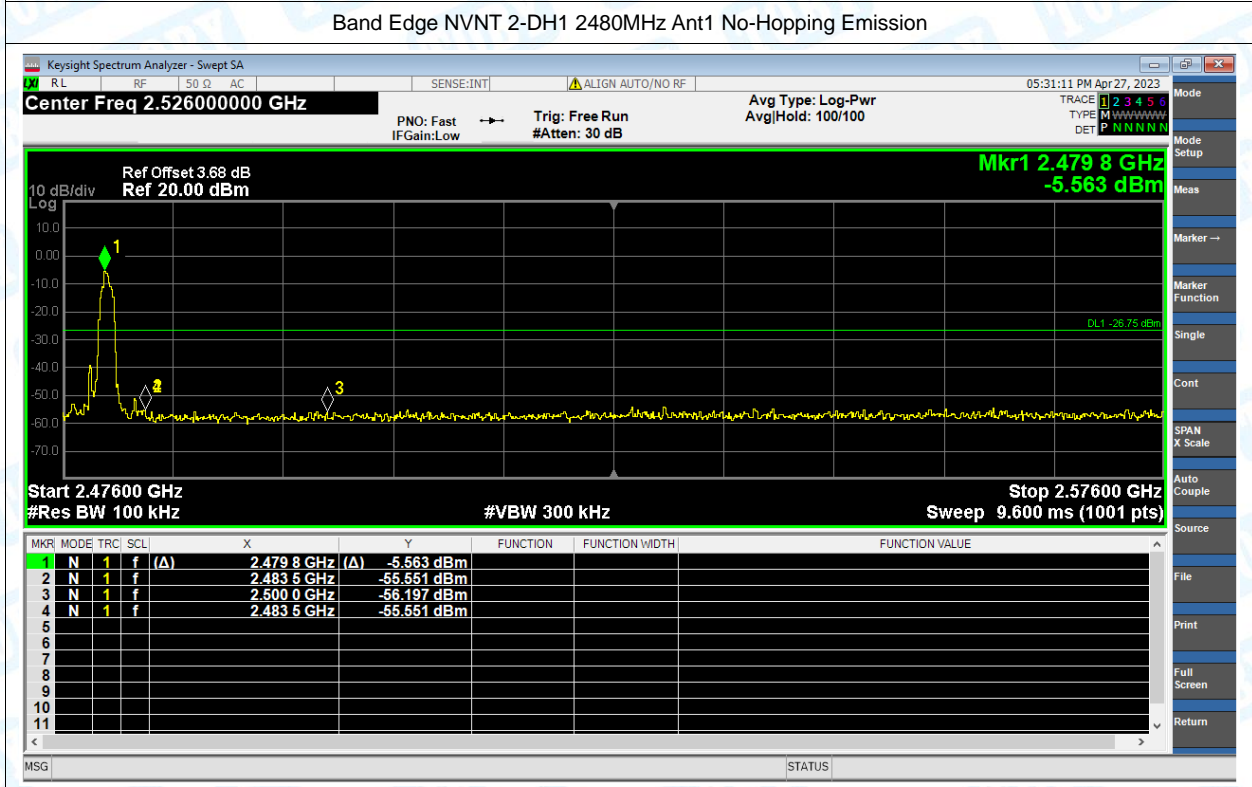 Band Edge NVNT 2-DH1 2480MHz Ant1 No-Hopping Emission
Keysight Spectrum Analyzer - Swept SA
LXI RL RF 50 Ω AC SENSE:INT ALIGN AUTO/NO RF 05:31:11 PM Apr 27, 2023
Center Freq 2.526000000 GHz
PNO: Fast
IFGain:Low
Trig: Free Run
#Atten: 30 dB
Avg Type: Log-Pwr
Avg|Hold: 100/100
TRACE 1 2 3 4 5 6
TYPE M WWWWW
DET P N N N N N
Mkr1 2.479 8 GHz
-5.563 dBm
Ref Offset 3.68 dB
10 dB/div Ref 20.00 dBm
Log
10.0
0.00
-10.0
-20.0
-30.0
-40.0
-50.0
-60.0
-70.0
1
3
DL1 -26.75 dBm
Start 2.47600 GHz Stop 2.57600 GHz
#Res BW 100 kHz #VBW 300 kHz Sweep 9.600 ms (1001 pts)
MKR MODE TRC SCL X Y FUNCTION FUNCTION WIDTH FUNCTION VALUE
1 N 1 f (Δ) 2.479 8 GHz (Δ) -5.563 dBm
2 N 1 f 2.483 5 GHz -55.551 dBm
3 N 1 f 2.500 0 GHz -56.197 dBm
4 N 1 f 2.483 5 GHz -55.551 dBm
5
6
7
8
9
10
11
MSG STATUS
Mode
Mode Setup
Meas
Marker →
Marker Function
Single
Cont
SPAN X Scale
Auto Couple
Source
File
Print
Full Screen
Return